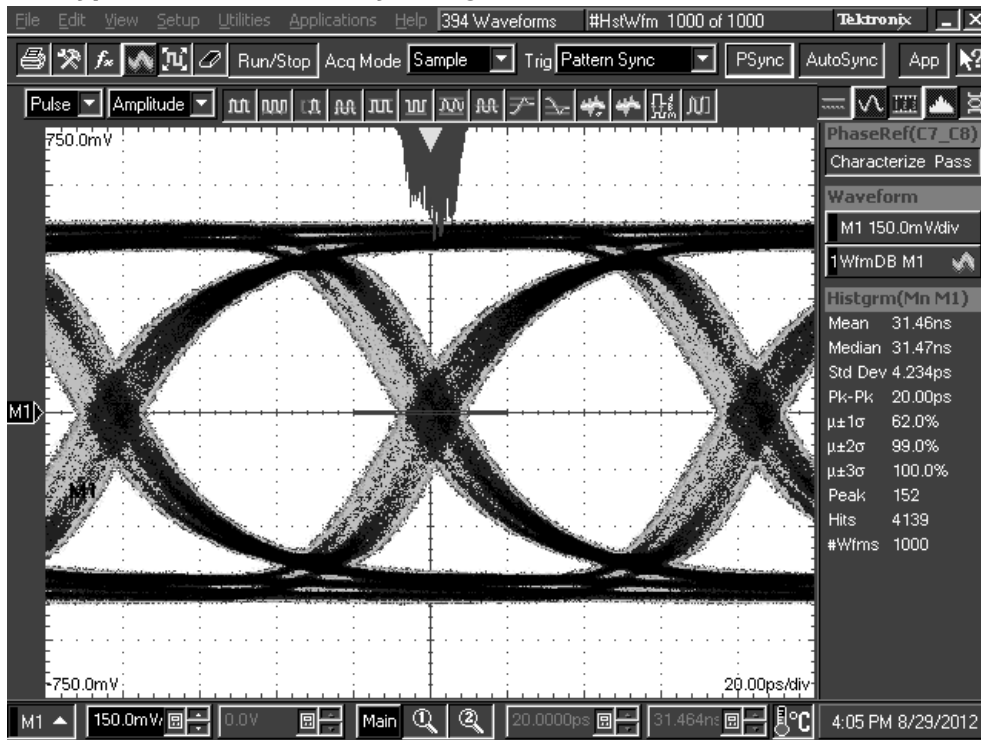 File Edit View Setup Utilities Applications Help 394 Waveforms #HstWfm 1000 of 1000 Tektronix
Run/Stop Acq Mode Sample Trig Pattern Sync PSync AutoSync App
Pulse Amplitude
750.0mV
PhaseRef(C7_C8)
Characterize Pass
Waveform
M1 150.0mV/div
1WfmDB M1
Histgrm(Mn M1)
Mean 31.46ns
Median 31.47ns
Std Dev 4.234ps
Pk-Pk 20.00ps
µ±1σ 62.0%
µ±2σ 99.0%
µ±3σ 100.0%
Peak 152
Hits 4139
#Wfms 1000
M1
M1
-750.0mV 20.00ps/div
M1 150.0mV/ 0.0V Main 20.0000ps 31.464ns °C 4:05 PM 8/29/2012